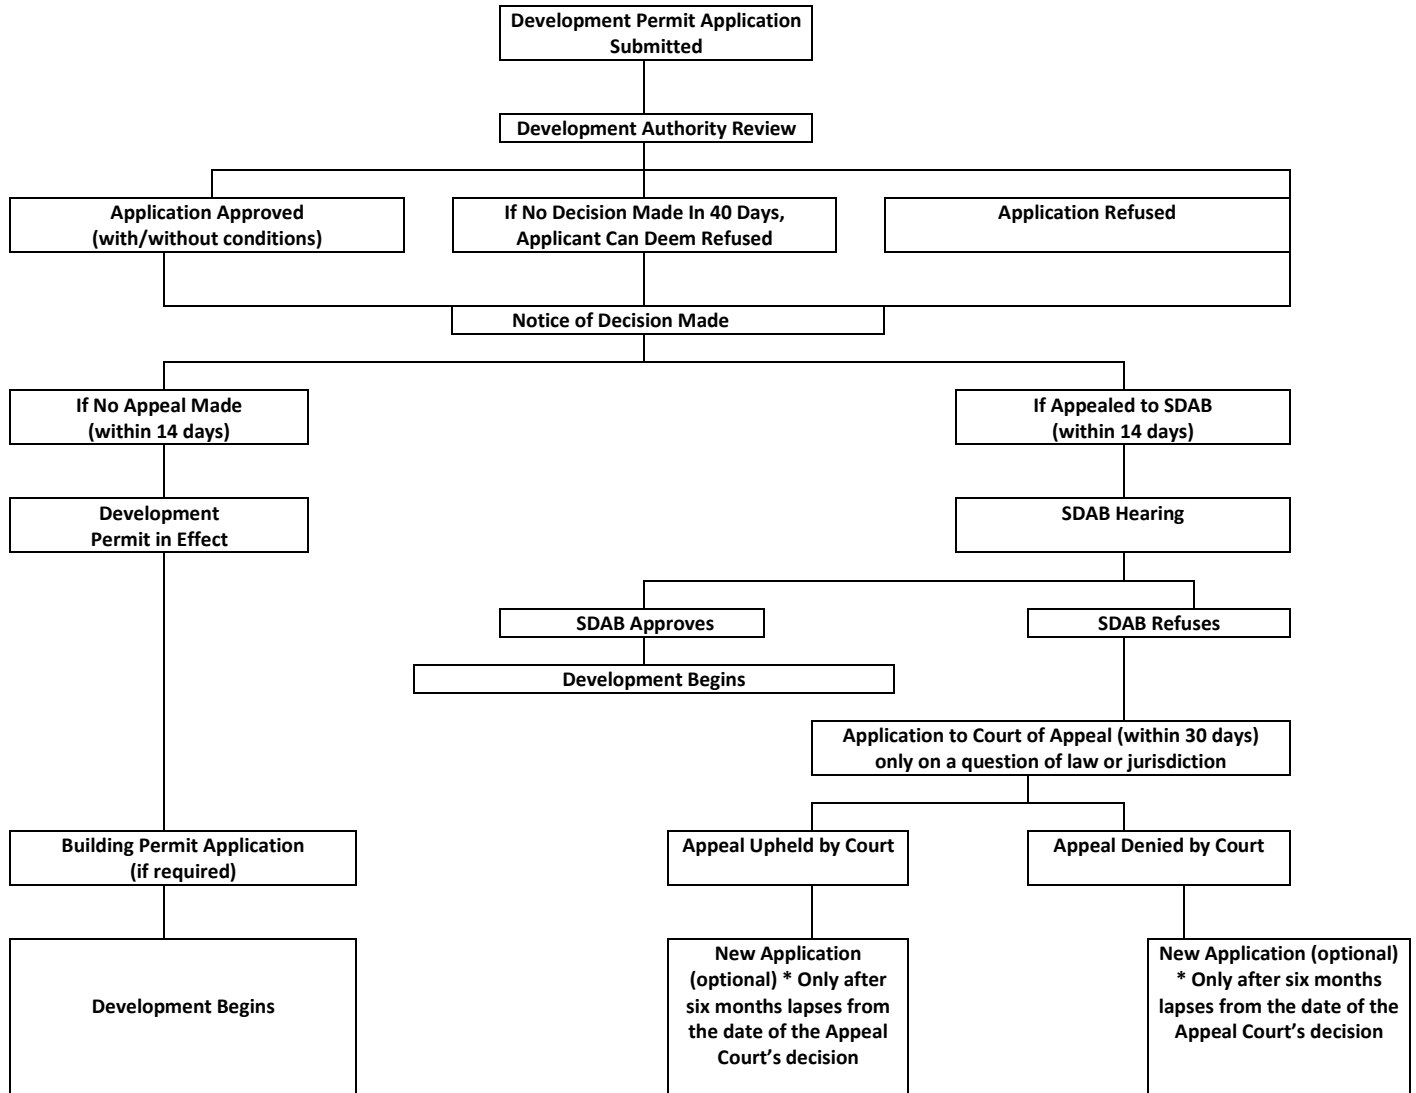 Development Permit Application
Submitted
Development Authority Review
Application Approved
(with/without conditions)
If No Decision Made In 40 Days,
Applicant Can Deem Refused
Application Refused
Notice of Decision Made
If No Appeal Made
(within 14 days)
If Appealed to SDAB
(within 14 days)
Development
Permit in Effect
SDAB Hearing
SDAB Approves
SDAB Refuses
Development Begins
Application to Court of Appeal (within 30 days)
only on a question of law or jurisdiction
Building Permit Application
(if required)
Appeal Upheld by Court
Appeal Denied by Court
Development Begins
New Application
(optional) * Only after
six months lapses from
the date of the Appeal
Court’s decision
New Application (optional)
* Only after six months
lapses from the date of the
Appeal Court’s decision